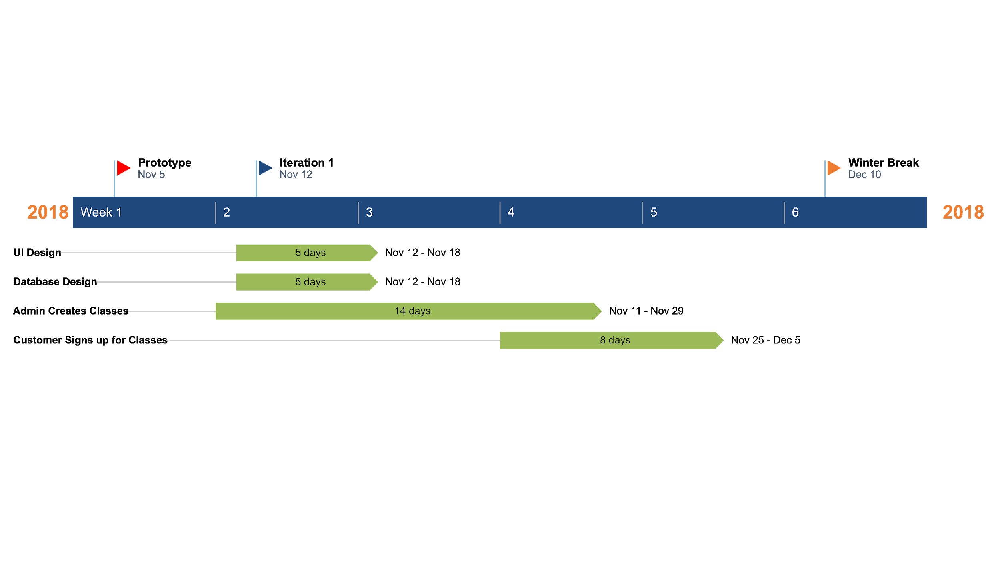 Prototype
Nov 5
Iteration 1
Nov 12
Winter Break
Dec 10
2018 Week 1 2 3 4 5 6 2018
UI Design 5 days Nov 12 - Nov 18
Database Design 5 days Nov 12 - Nov 18
Admin Creates Classes 14 days Nov 11 - Nov 29
Customer Signs up for Classes 8 days Nov 25 - Dec 5